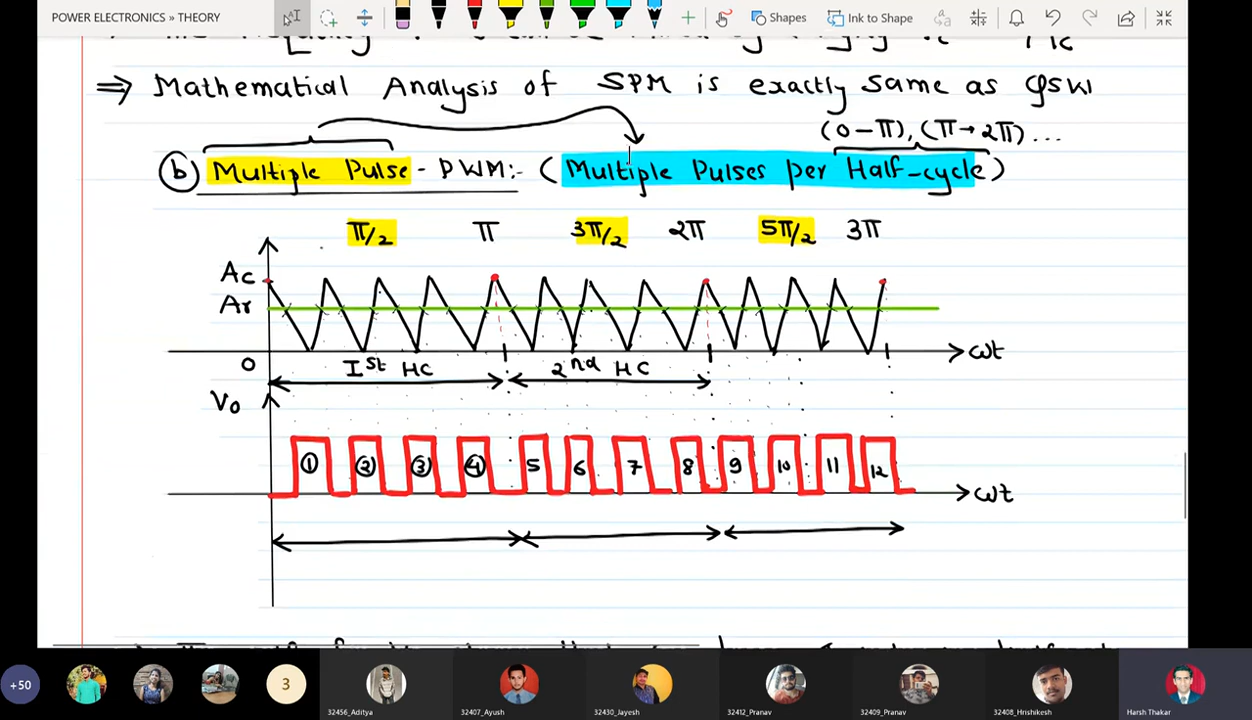 POWER ELECTRONICS » THEORY
Shapes
Ink to Shape
⇒ Mathematical Analysis of SPM is exactly same as QSW
(0-π), (π→2π)...
(b) Multiple Pulse - PWM:- (Multiple Pulses per Half-cycle)
π/2 π 3π/2 2π 5π/2 3π
Ac
Ar
0 Ist HC 2nd HC ωt
Vo
① ② ③ ④ 5 6 7 8 9 10 11 12
ωt
+50
3
32456_Aditya
32407_Ayush
32430_Jayesh
32412_Pranav
32409_Pranav
32408_Hrishikesh
Harsh Thakar